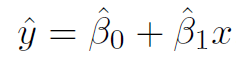 ŷ = β̂₀ + β̂₁x